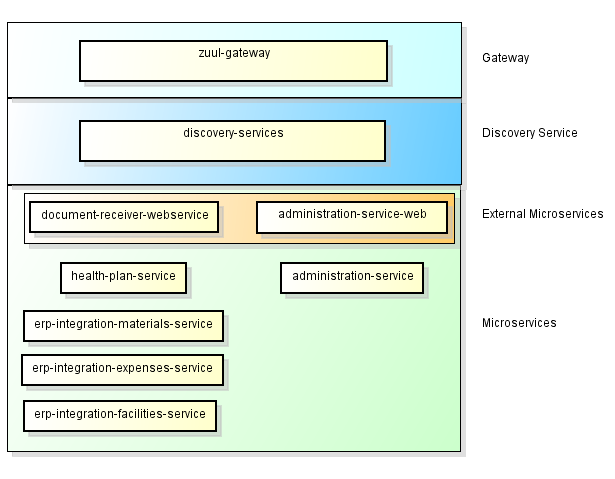 zuul-gateway
Gateway
discovery-services
Discovery Service
document-receiver-webservice
administration-service-web
External Microservices
health-plan-service
administration-service
erp-integration-materials-service
Microservices
erp-integration-expenses-service
erp-integration-facilities-service